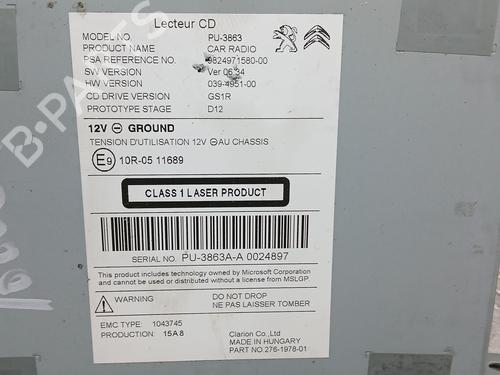 Lecteur CD
MODEL NO. PU-3863
PRODUCT NAME CAR RADIO
PSA REFERENCE NO. 9824971580-00
SW VERSION Ver 06.34
HW VERSION 039-4951-00
CD DRIVE VERSION GS1R
PROTOTYPE STAGE D12
12V ⊖ GROUND
TENSION D'UTILISATION 12V ⊖ AU CHASSIS
E9 10R-05 11689
CLASS 1 LASER PRODUCT
SERIAL NO. PU-3863A-A 0024897
This product includes technology owned by Microsoft Corporation
and cannot be used or distributed without a license from MSLGP.
WARNING DO NOT DROP
NE PAS LAISSER TOMBER
EMC TYPE: 1043745
PRODUCTION: 15A8
Clarion Co.,Ltd
MADE IN HUNGARY
PART NO.276-1978-01